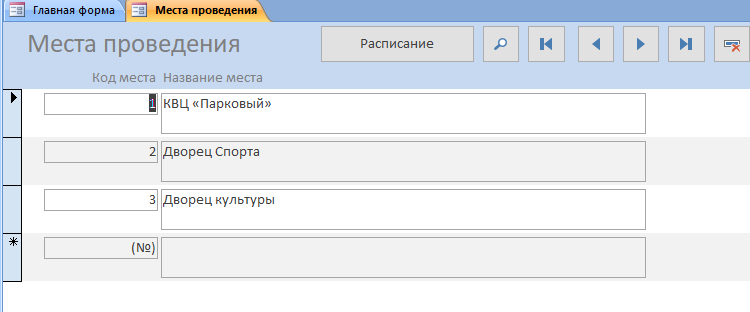 Главная форма Места проведения
Места проведения Расписание
Код места Название места
1 КВЦ «Парковый»
2 Дворец Спорта
3 Дворец культуры
(№)